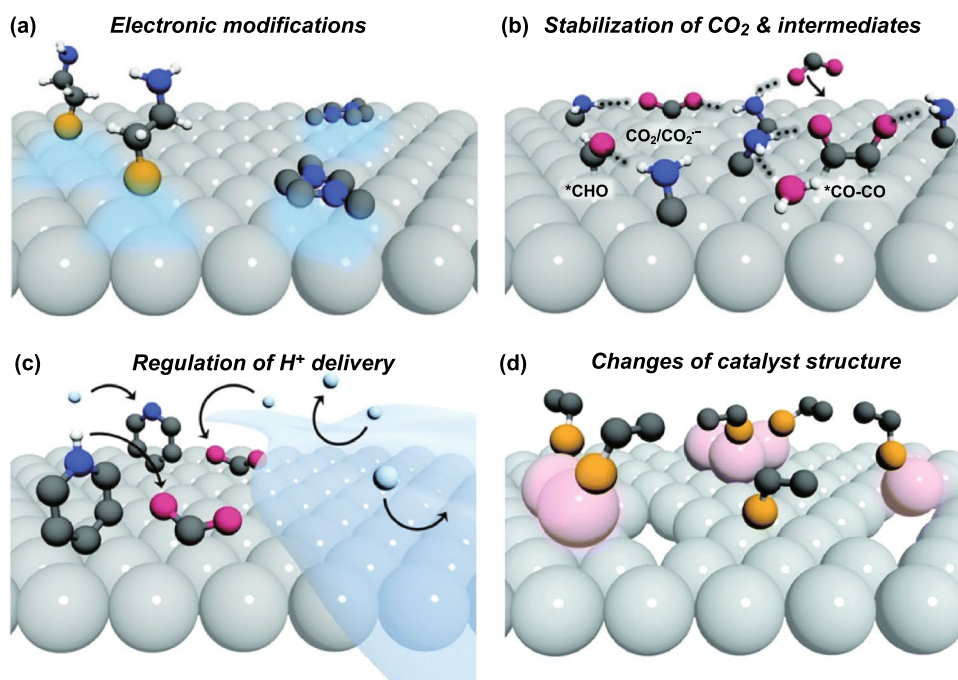 (a) Electronic modifications
(b) Stabilization of CO₂ & intermediates
CO₂/CO₂·−
*CHO
*CO-CO
(c) Regulation of H⁺ delivery
(d) Changes of catalyst structure